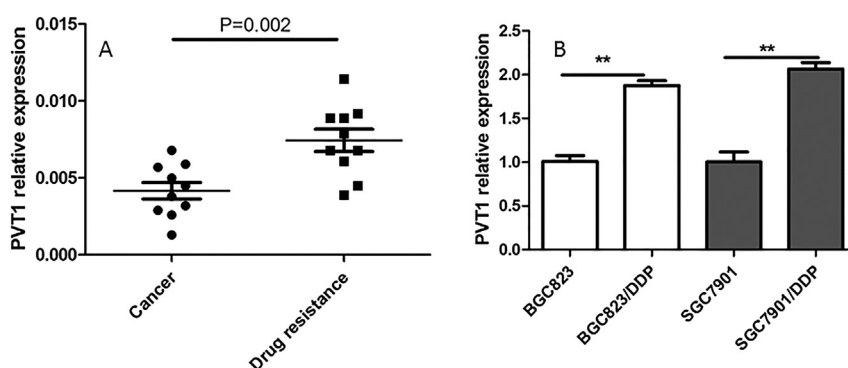 A
P=0.002
PVT1 relative expression
0.015
0.010
0.005
0.000
Cancer
Drug resistance
B
**
**
PVT1 relative expression
2.5
2.0
1.5
1.0
0.5
0.0
BGC823
BGC823/DDP
SGC7901
SGC7901/DDP